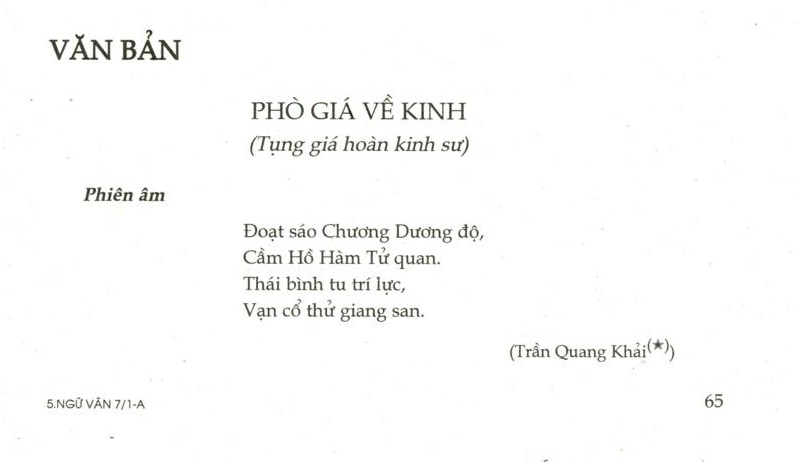 VĂN BẢN
PHÒ GIÁ VỀ KINH
(Tụng giá hoàn kinh sư)
Phiên âm
Đoạt sáo Chương Dương độ,
Cầm Hồ Hàm Tử quan.
Thái bình tu trí lực,
Vạn cổ thử giang san.
(Trần Quang Khải(★))
5.NGỮ VĂN 7/1-A
65